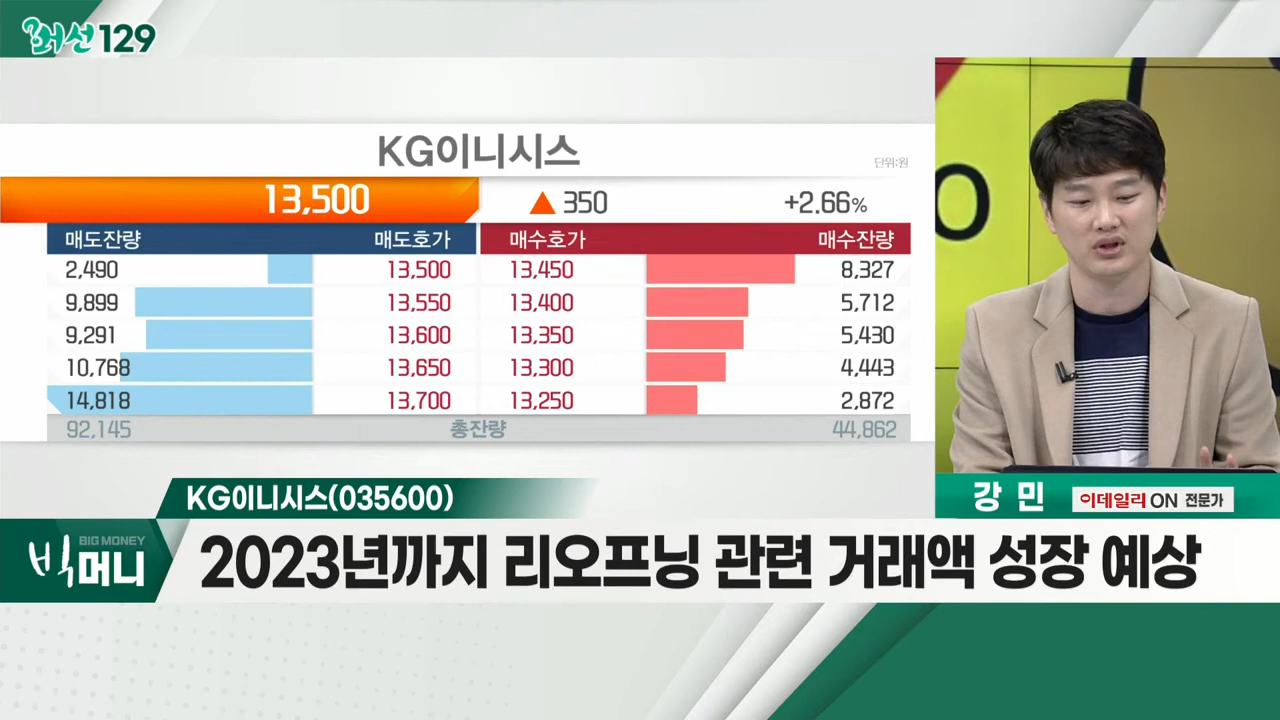 최선129
KG이니시스
단위:원
13,500 ▲ 350 +2.66%
매도잔량 매도호가 매수호가 매수잔량
2,490 13,500 13,450 8,327
9,899 13,550 13,400 5,712
9,291 13,600 13,350 5,430
10,768 13,650 13,300 4,443
14,818 13,700 13,250 2,872
92,145 총잔량 44,862
강 민 이데일리 ON 전문가
KG이니시스(035600)
BIG MONEY
빅머니
2023년까지 리오프닝 관련 거래액 성장 예상